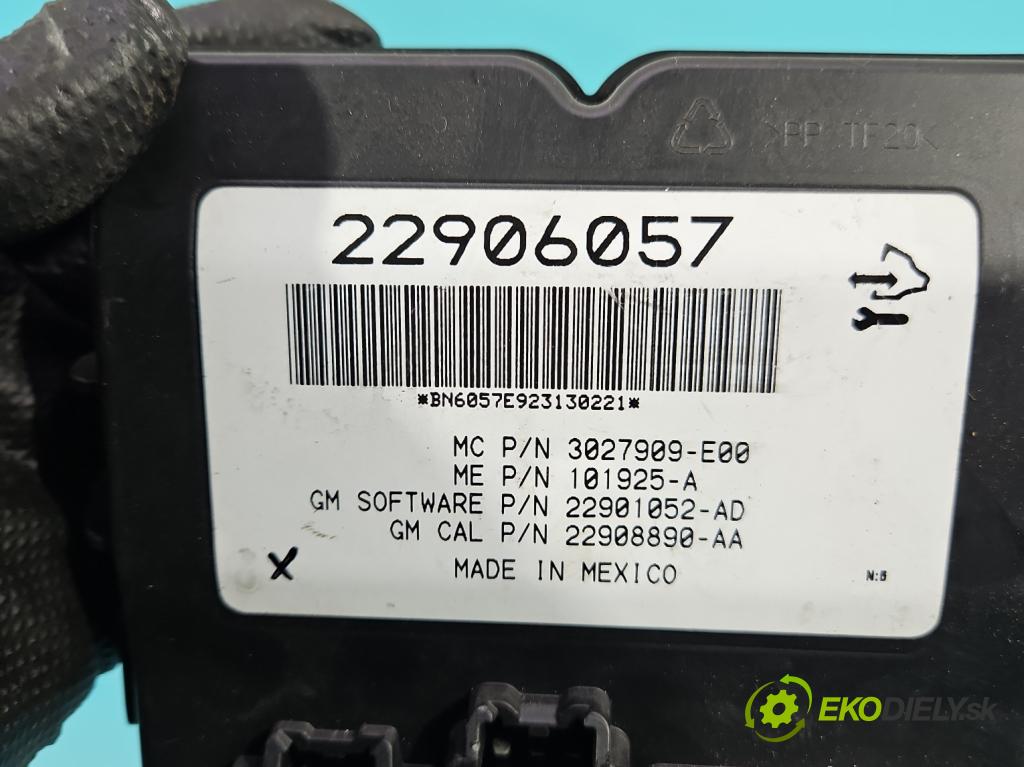 >PP TF20<
22906057
*BN6057E923130221*
MC P/N 3027909-E00
ME P/N 101925-A
GM SOFTWARE P/N 22901052-AD
GM CAL P/N 22908890-AA
X MADE IN MEXICO N:5
EKODIELY.sk